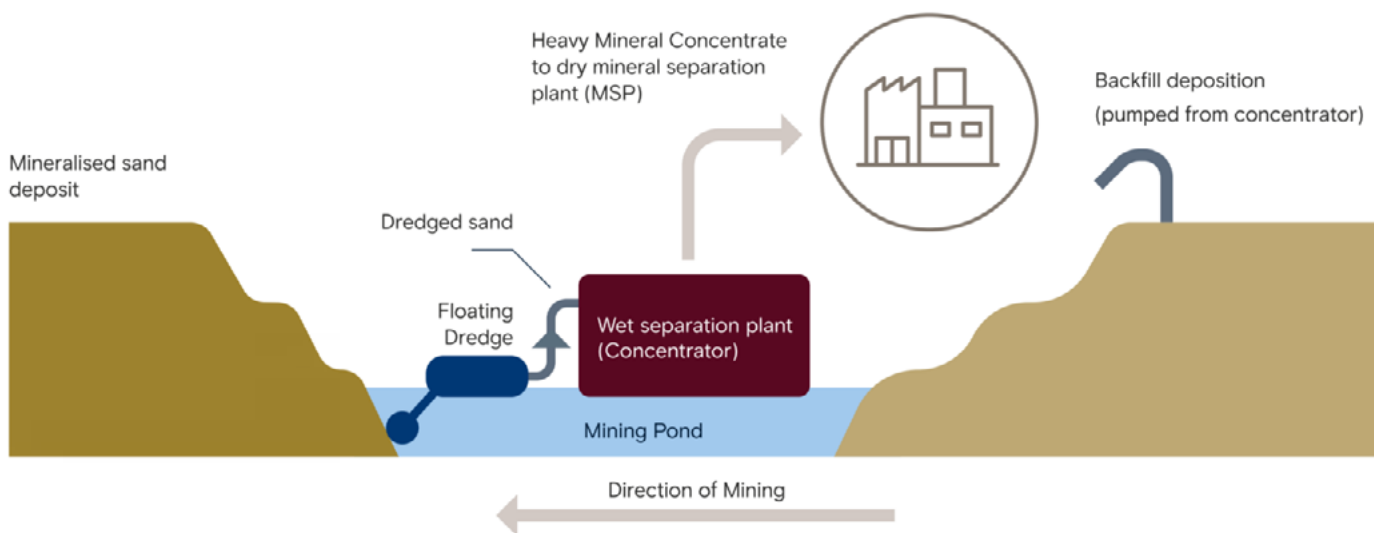 Heavy Mineral Concentrate
to dry mineral separation
plant (MSP)
Backfill deposition
(pumped from concentrator)
Mineralised sand
deposit
Dredged sand
Floating
Dredge
Wet separation plant
(Concentrator)
Mining Pond
Direction of Mining